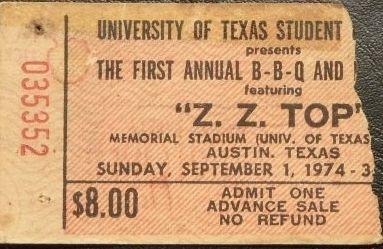 UNIVERSITY OF TEXAS STUDENT
presents
THE FIRST ANNUAL B-B-Q AND
featuring
"Z. Z. TOP"
MEMORIAL STADIUM (UNIV. OF TEXAS
AUSTIN, TEXAS
SUNDAY, SEPTEMBER 1, 1974 - 3
$8.00
ADMIT ONE
ADVANCE SALE
NO REFUND
035352